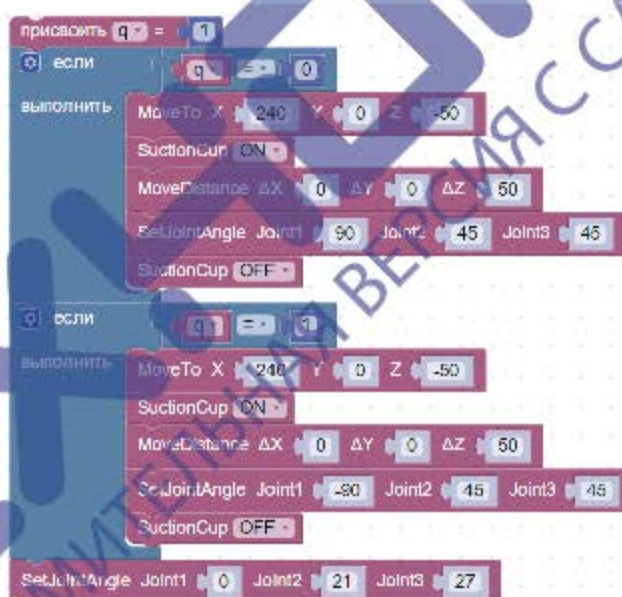 присвоить q = 1
если q = 0
выполнить MoveTo X 240 Y 0 Z -50
SuctionCup ON
MoveDistance ΔX 0 ΔY 0 ΔZ 50
SetJointAngle Joint1 90 Joint2 45 Joint3 45
SuctionCup OFF
если q = 1
выполнить MoveTo X 240 Y 0 Z -50
SuctionCup ON
MoveDistance ΔX 0 ΔY 0 ΔZ 50
SetJointAngle Joint1 -90 Joint2 45 Joint3 45
SuctionCup OFF
SetJointAngle Joint1 0 Joint2 21 Joint3 27
ВЕРСИЯ С